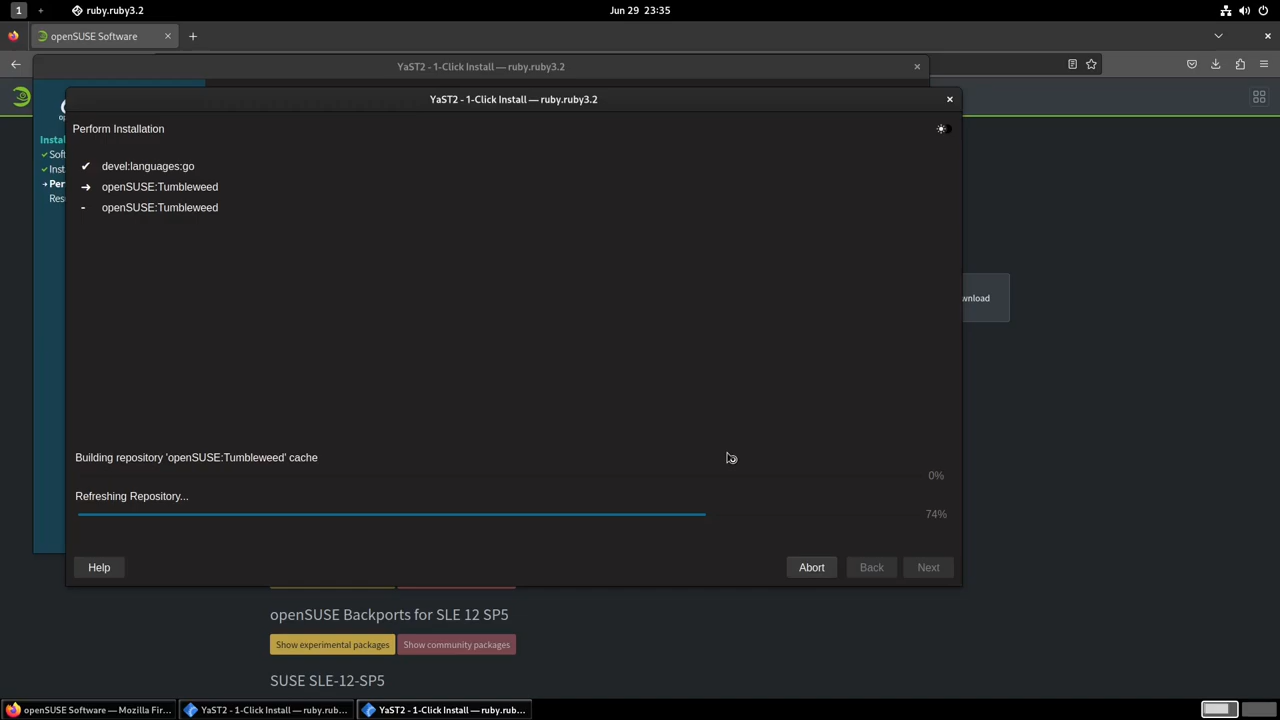 1
+
ruby.ruby3.2
Jun 29 23:35
openSUSE Software
YaST2 - 1-Click Install — ruby.ruby3.2
YaST2 - 1-Click Install — ruby.ruby3.2
Perform Installation
devel:languages:go
openSUSE:Tumbleweed
- openSUSE:Tumbleweed
Building repository 'openSUSE:Tumbleweed' cache
0%
Refreshing Repository...
74%
Help
Abort
Back
Next
openSUSE Backports for SLE 12 SP5
Show experimental packages
Show community packages
SUSE SLE-12-SP5
openSUSE Software — Mozilla Fir...
YaST2 - 1-Click Install — ruby.rub...
YaST2 - 1-Click Install — ruby.rub...